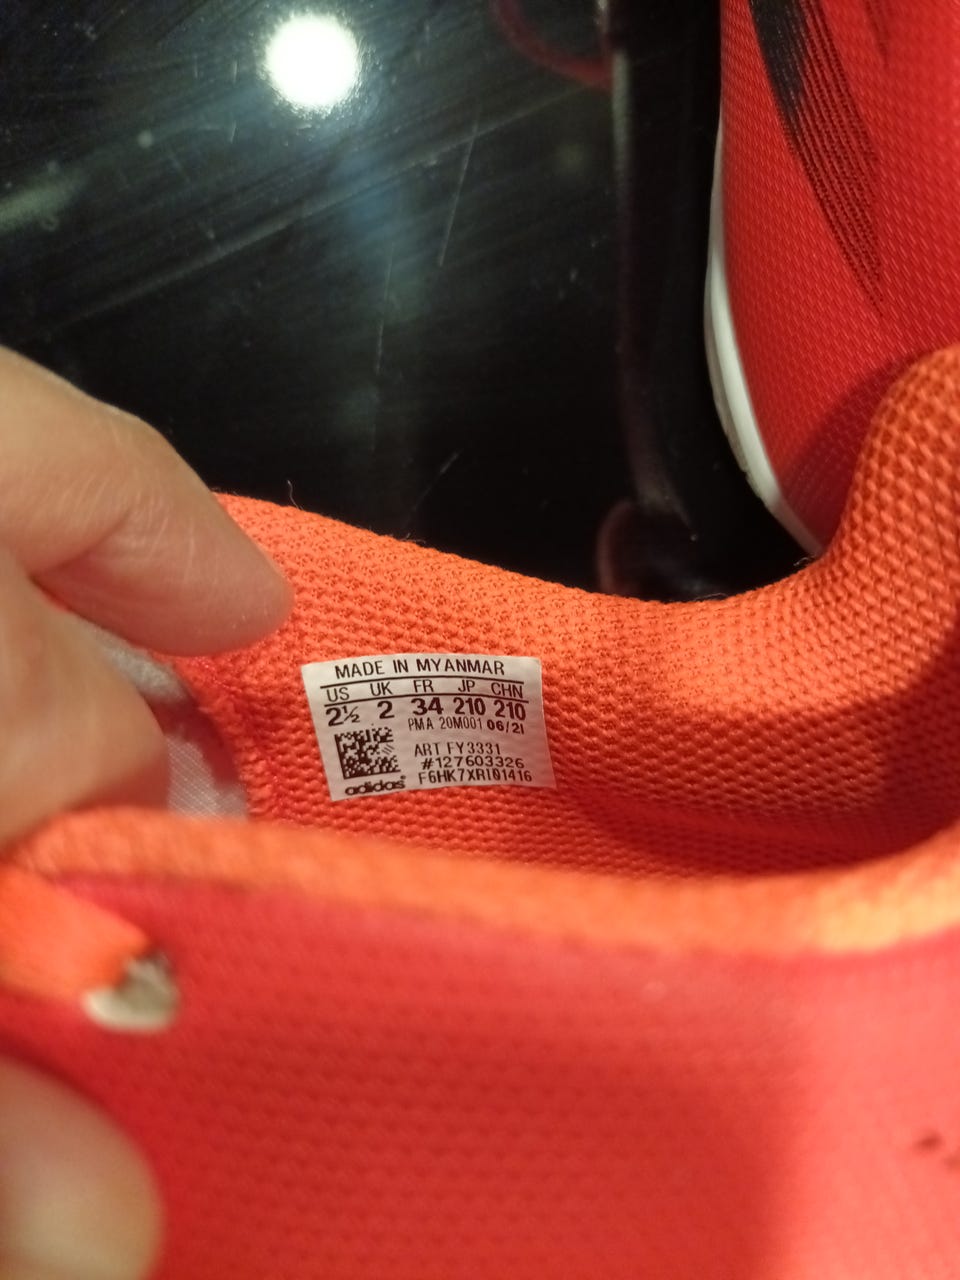 MADE IN MYANMAR
US UK FR JP CHN
2½ 2 34 210 210
PMA 20M001 06/21
ART FY3331
#127603326
F6HK7XRI01416
adidas